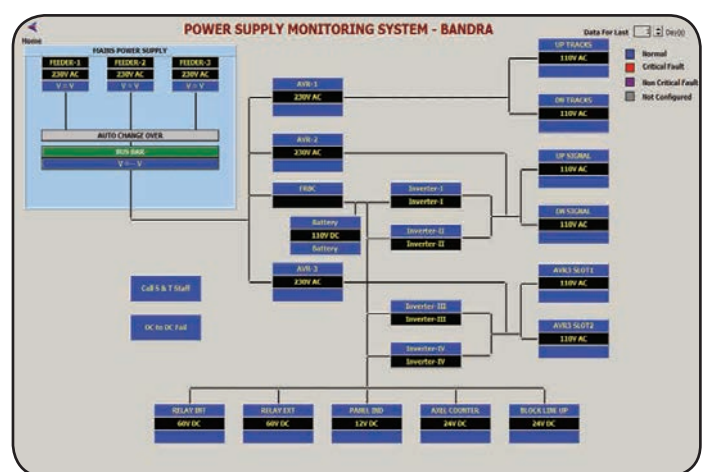 POWER SUPPLY MONITORING SYSTEM - BANDRA
Home
Data For Last 1 Day(s)
Normal
Critical Fault
Non Critical Fault
Not Configured
MAINS POWER SUPPLY
FEEDER-1
230V AC
FEEDER-2
230V AC
FEEDER-3
230V AC
AUTO CHANGE OVER
BUS BAR
AVR-1
230V AC
AVR-2
230V AC
FRBC
Battery
110V DC
Battery
AVR-3
230V AC
Inverter-I
Inverter-I
Inverter-II
Inverter-II
Inverter-III
Inverter-III
Inverter-IV
Inverter-IV
UP TRACKS
110V AC
DN TRACKS
110V AC
UP SIGNAL
110V AC
DN SIGNAL
110V AC
AVR3 SLOT1
110V AC
AVR3 SLOT2
110V AC
Call S & T Staff
DC to DC Fail
RELAY INT
60V DC
RELAY EXT
60V DC
PANEL IND
12V DC
AXEL COUNTER
24V DC
BLOCK LINE UP
24V DC